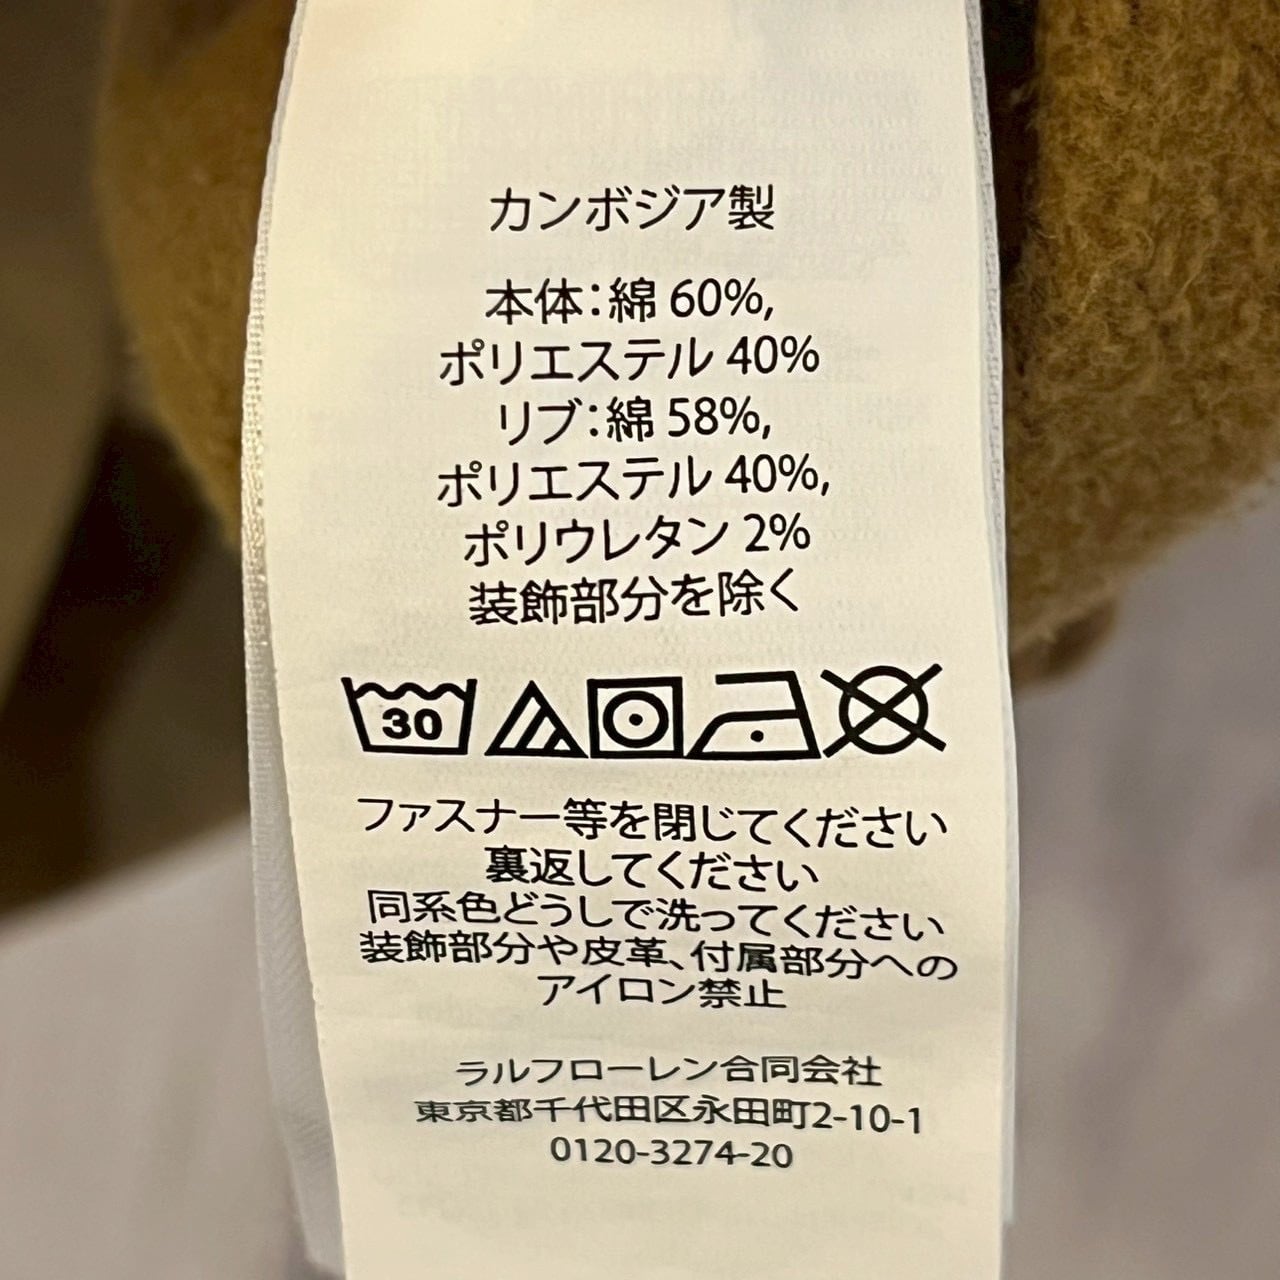 カンボジア製
本体：綿 60%,
ポリエステル 40%
リブ：綿 58%,
ポリエステル 40%,
ポリウレタン 2%
装飾部分を除く
30
ファスナー等を閉じてください
裏返してください
同系色どうしで洗ってください
装飾部分や皮革、付属部分への
アイロン禁止
ラルフローレン合同会社
東京都千代田区永田町2-10-1
0120-3274-20